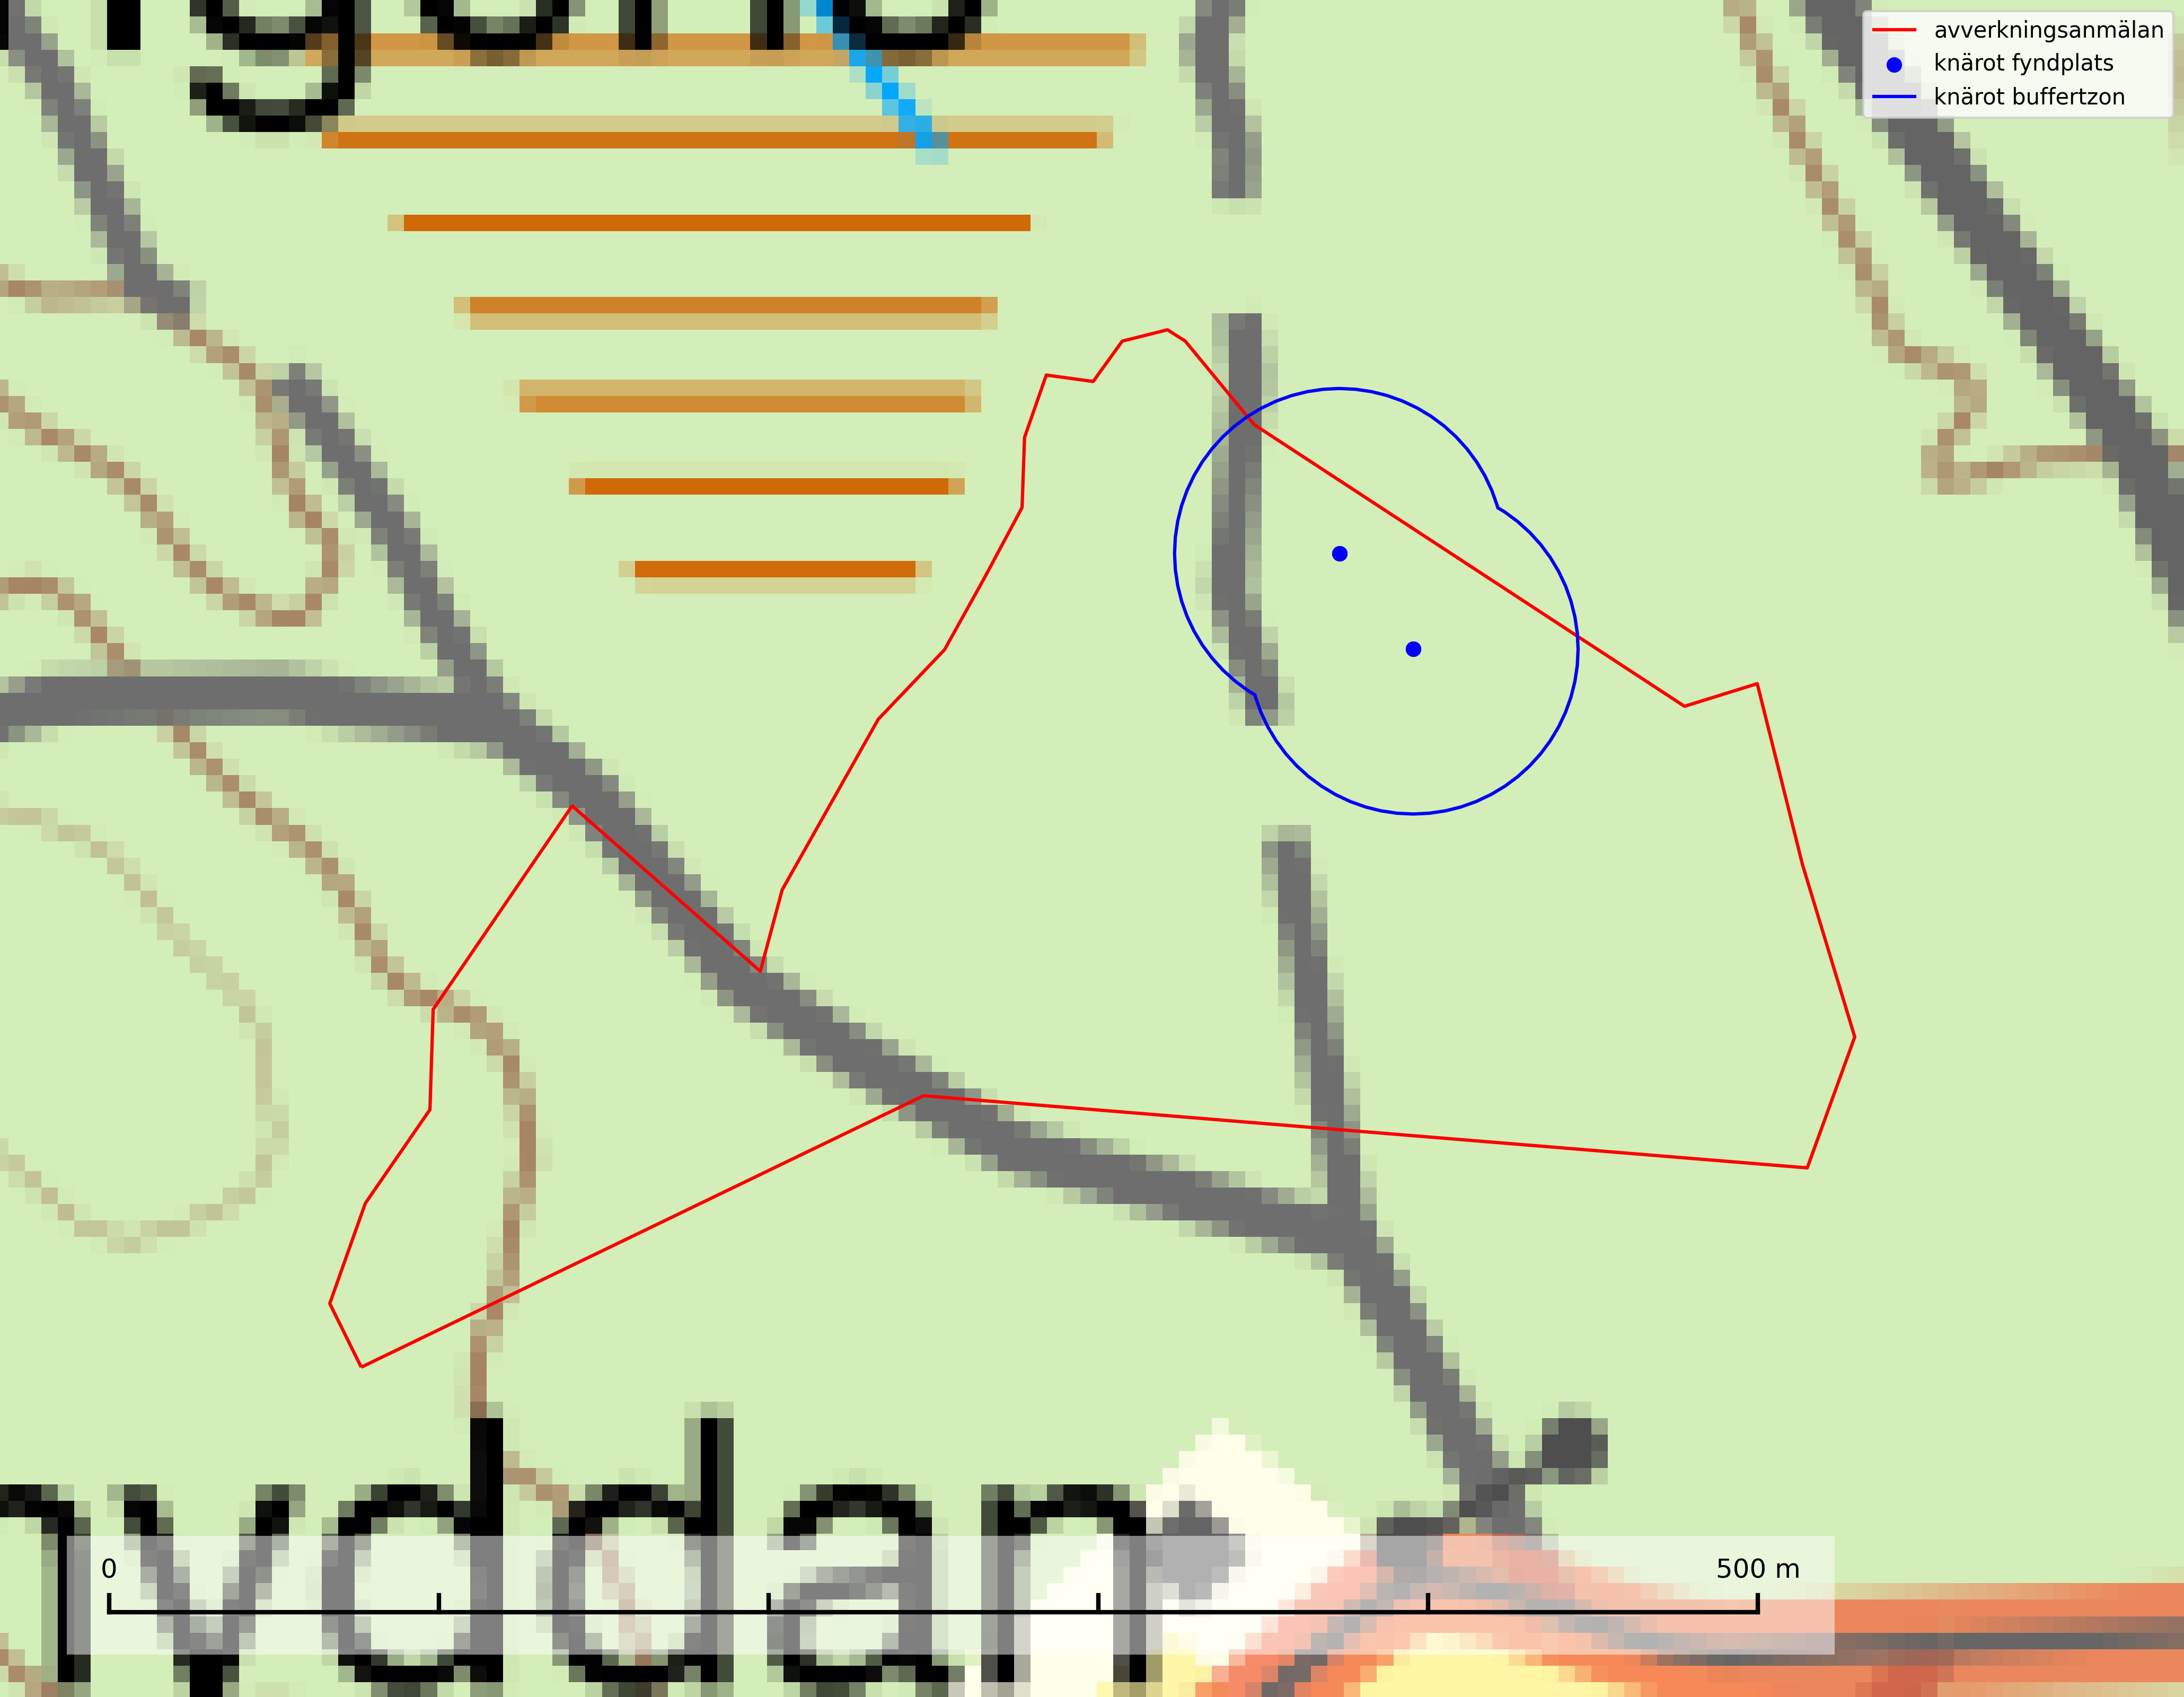 avverkningsanmälan
knärot fyndplats
knärot buffertzon
0 500 m